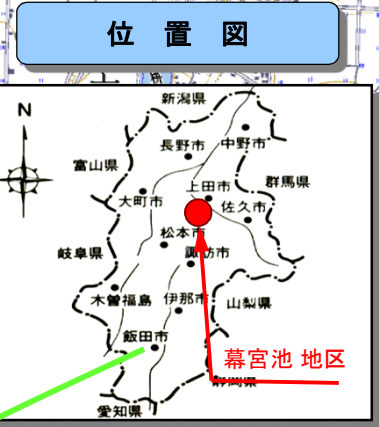 位置図
N
新潟県
長野市
中野市
富山県
上田市
群馬県
大町市
佐久市
松本市
岐阜県
諏訪市
木曽福島
伊那市
山梨県
飯田市
幕宮池 地区
静岡県
愛知県